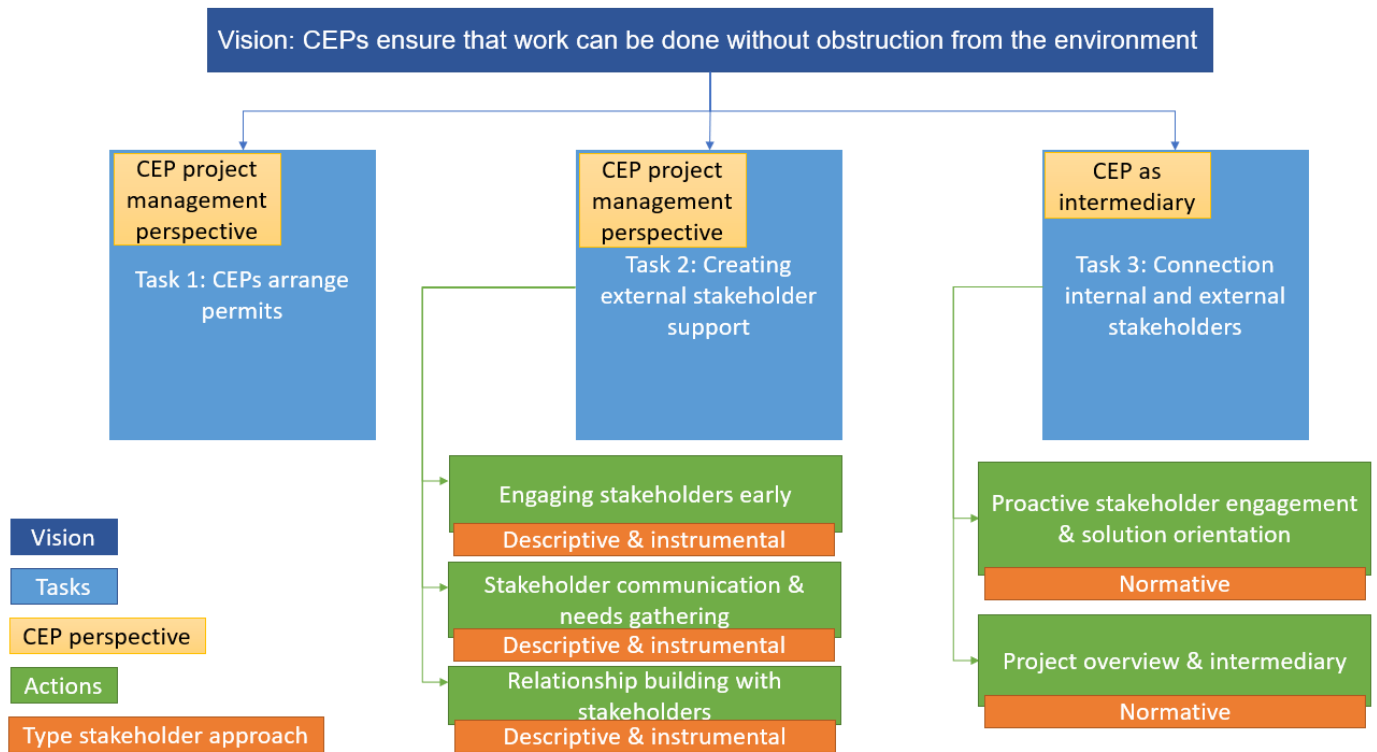 Vision: CEPs ensure that work can be done without obstruction from the environment
CEP project
management
perspective
Task 1: CEPs arrange
permits
CEP project
management
perspective
Task 2: Creating
external stakeholder
support
CEP as
intermediary
Task 3: Connection
internal and external
stakeholders
Engaging stakeholders early
Descriptive & instrumental
Stakeholder communication &
needs gathering
Descriptive & instrumental
Relationship building with
stakeholders
Descriptive & instrumental
Proactive stakeholder engagement
& solution orientation
Normative
Project overview & intermediary
Normative
Vision
Tasks
CEP perspective
Actions
Type stakeholder approach